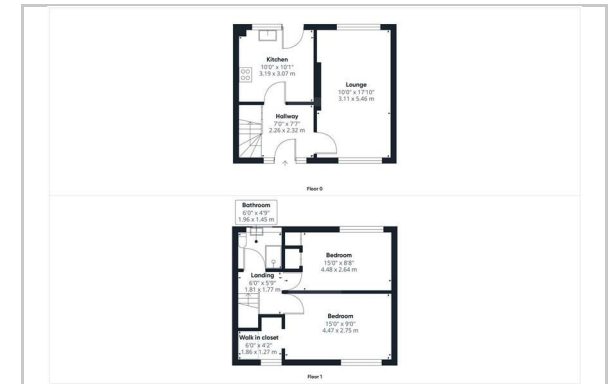 Kitchen
10'0" x 10'1"
3.19 x 3.07 m
Lounge
10'0" x 17'10"
3.11 x 5.46 m
Hallway
7'0" x 7'7"
2.26 x 2.32 m
Floor 0
Bathroom
6'0" x 4'9"
1.96 x 1.45 m
Bedroom
15'0" x 8'8"
4.48 x 2.64 m
Landing
6'0" x 5'9"
1.81 x 1.77 m
Bedroom
15'0" x 9'0"
4.47 x 2.75 m
Walk in closet
6'0" x 4'2"
1.86 x 1.27 m
Floor 1